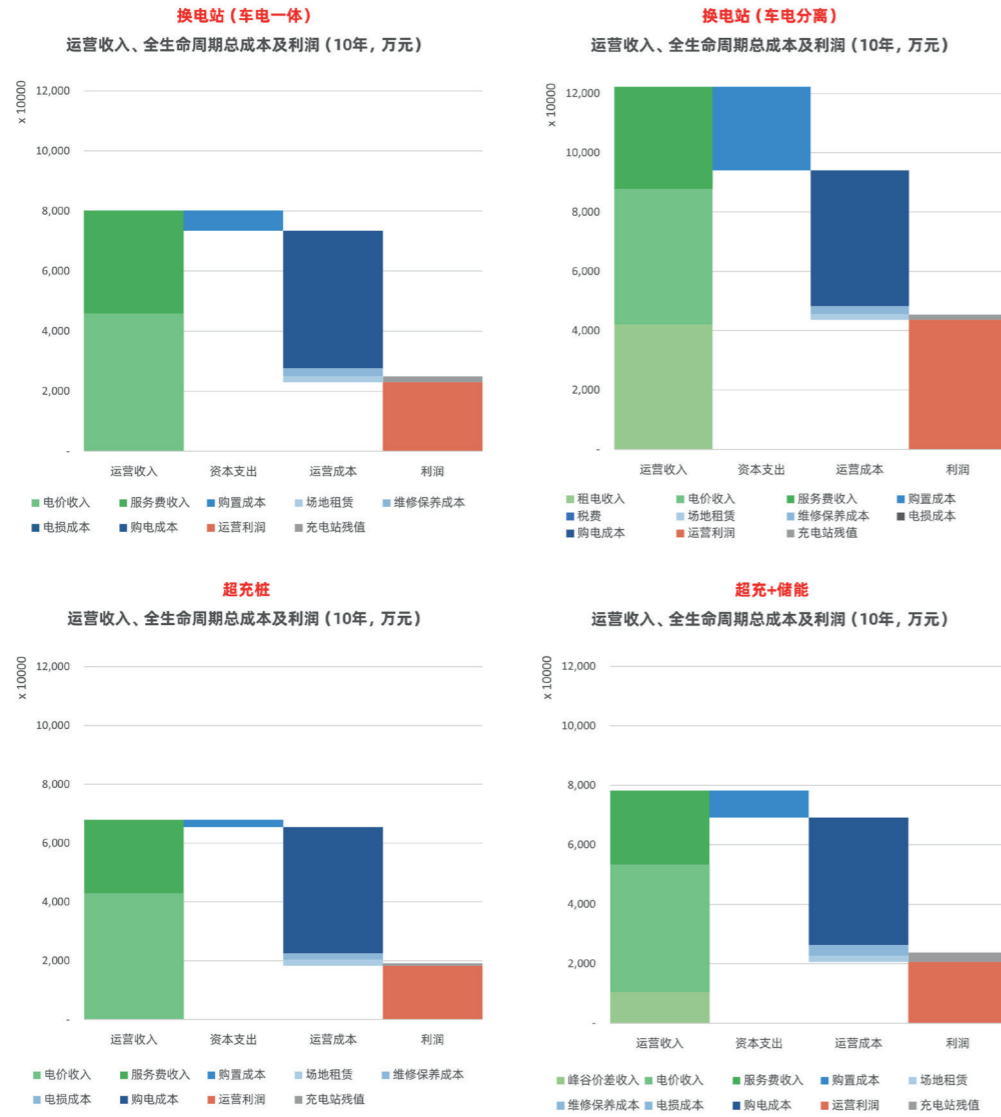 换电站（车电一体）
运营收入、全生命周期总成本及利润（10年，万元）
x 10000
12,000
10,000
8,000
6,000
4,000
2,000
-
运营收入 资本支出 运营成本 利润
电价收入 服务费收入 购置成本 场地租赁 维修保养成本
电损成本 购电成本 运营利润 充电站残值
换电站（车电分离）
运营收入、全生命周期总成本及利润（10年，万元）
x 10000
12,000
10,000
8,000
6,000
4,000
2,000
-
运营收入 资本支出 运营成本 利润
租电收入 电价收入 服务费收入 购置成本
税费 场地租赁 维修保养成本 电损成本
购电成本 运营利润 充电站残值
超充桩
运营收入、全生命周期总成本及利润（10年，万元）
x 10000
12,000
10,000
8,000
6,000
4,000
2,000
-
运营收入 资本支出 运营成本 利润
电价收入 服务费收入 购置成本 场地租赁 维修保养成本
电损成本 购电成本 运营利润 充电站残值
超充+储能
运营收入、全生命周期总成本及利润（10年，万元）
x 10000
12,000
10,000
8,000
6,000
4,000
2,000
-
运营收入 资本支出 运营成本 利润
峰谷价差收入 电价收入 服务费收入 购置成本 场地租赁
维修保养成本 电损成本 购电成本 运营利润 充电站残值